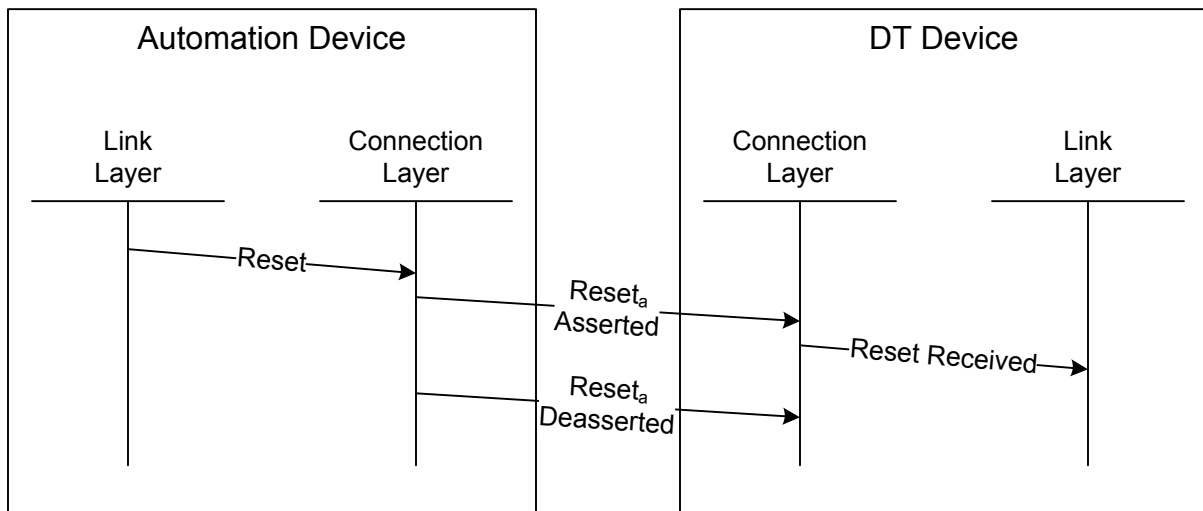 Automation Device
DT Device
Link
Layer
Connection
Layer
Connection
Layer
Link
Layer
Reset
Resetₐ
Asserted
Reset Received
Resetₐ
Deasserted